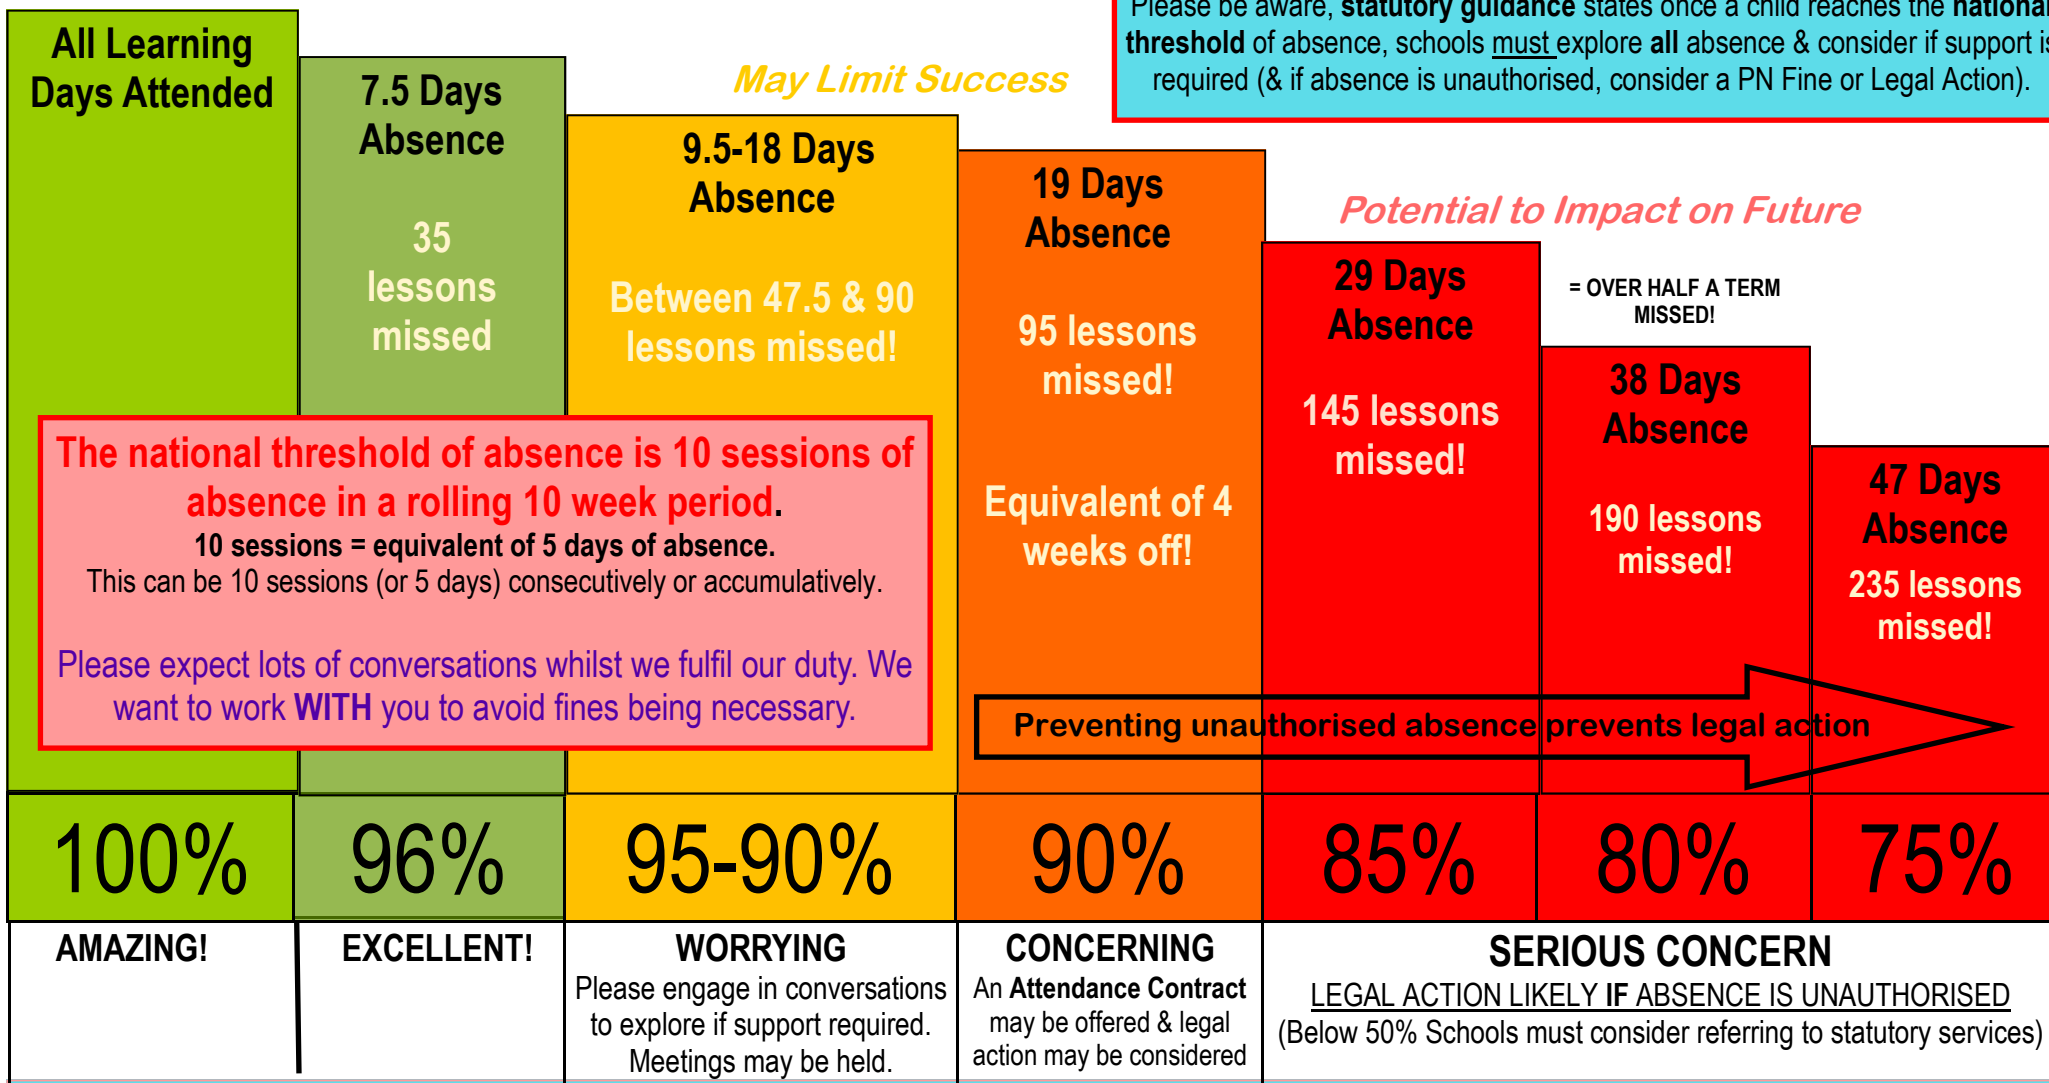 Please be aware, statutory guidance states once a child reaches the national
threshold of absence, schools must explore all absence & consider if support is
required (& if absence is unauthorised, consider a PN Fine or Legal Action).
All Learning
Days Attended
7.5 Days
Absence
35
lessons
missed
May Limit Success
9.5-18 Days
Absence
Between 47.5 & 90
lessons missed!
19 Days
Absence
95 lessons
missed!
Equivalent of 4
weeks off!
Potential to Impact on Future
29 Days
Absence
145 lessons
missed!
= OVER HALF A TERM
MISSED!
38 Days
Absence
190 lessons
missed!
47 Days
Absence
235 lessons
missed!
The national threshold of absence is 10 sessions of
absence in a rolling 10 week period.
10 sessions = equivalent of 5 days of absence.
This can be 10 sessions (or 5 days) consecutively or accumulatively.
Please expect lots of conversations whilst we fulfil our duty. We
want to work WITH you to avoid fines being necessary.
Preventing unauthorised absence prevents legal action
100%
96%
95-90%
90%
85%
80%
75%
AMAZING!
EXCELLENT!
WORRYING
Please engage in conversations
to explore if support required.
Meetings may be held.
CONCERNING
An Attendance Contract
may be offered & legal
action may be considered
SERIOUS CONCERN
LEGAL ACTION LIKELY IF ABSENCE IS UNAUTHORISED
(Below 50% Schools must consider referring to statutory services)